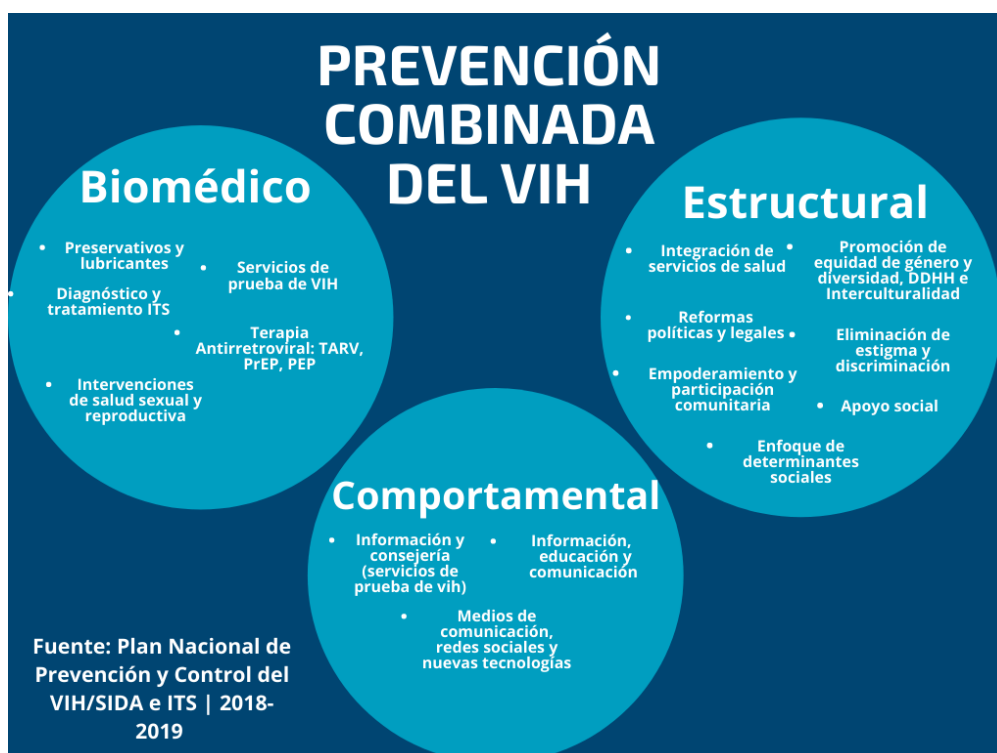 PREVENCIÓN
COMBINADA
DEL VIH
Biomédico
• Preservativos y
lubricantes
• Servicios de
prueba de VIH
• Diagnóstico y
tratamiento ITS
• Terapia
Antirretroviral: TARV,
PrEP, PEP
• Intervenciones
de salud sexual y
reproductiva
Estructural
• Integración de
servicios de salud
• Promoción de
equidad de género y
diversidad, DDHH e
Interculturalidad
• Reformas
políticas y legales
• Eliminación de
estigma y
discriminación
• Empoderamiento y
participación
comunitaria
• Apoyo social
• Enfoque de
determinantes
sociales
Comportamental
• Información y
consejería
(servicios de
prueba de vih)
• Información,
educación y
comunicación
• Medios de
comunicación,
redes sociales y
nuevas tecnologías
Fuente: Plan Nacional de
Prevención y Control del
VIH/SIDA e ITS | 2018-
2019